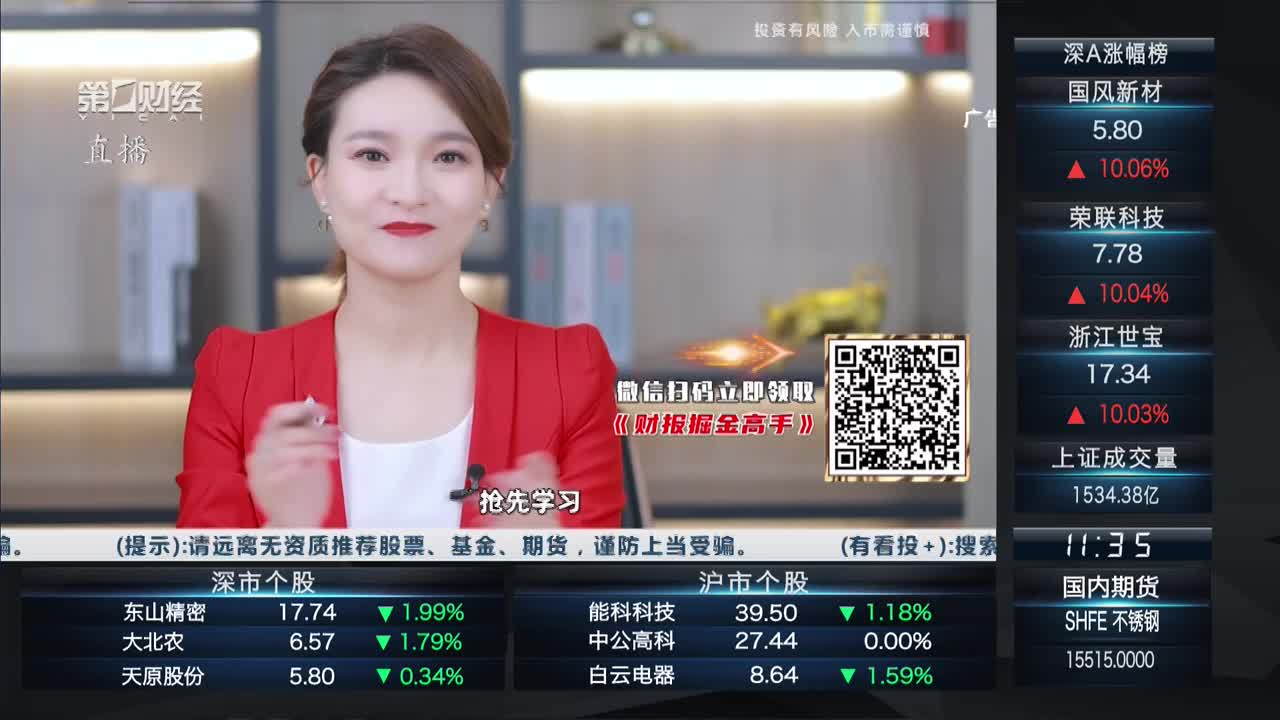 投资有风险 入市需谨慎
第一财经
YICAI
直播
广告
微信扫码立即领取
《财报掘金高手》
抢先学习
骗。 (提示):请远离无资质推荐股票、基金、期货，谨防上当受骗。 (有看投+):搜索
深市个股
东山精密 17.74 ▼ 1.99%
大北农 6.57 ▼ 1.79%
天原股份 5.80 ▼ 0.34%
沪市个股
能科科技 39.50 ▼ 1.18%
中公高科 27.44 0.00%
白云电器 8.64 ▼ 1.59%
深A涨幅榜
国风新材
5.80
▲ 10.06%
荣联科技
7.78
▲ 10.04%
浙江世宝
17.34
▲ 10.03%
上证成交量
1534.38亿
11:35
国内期货
SHFE 不锈钢
15515.0000